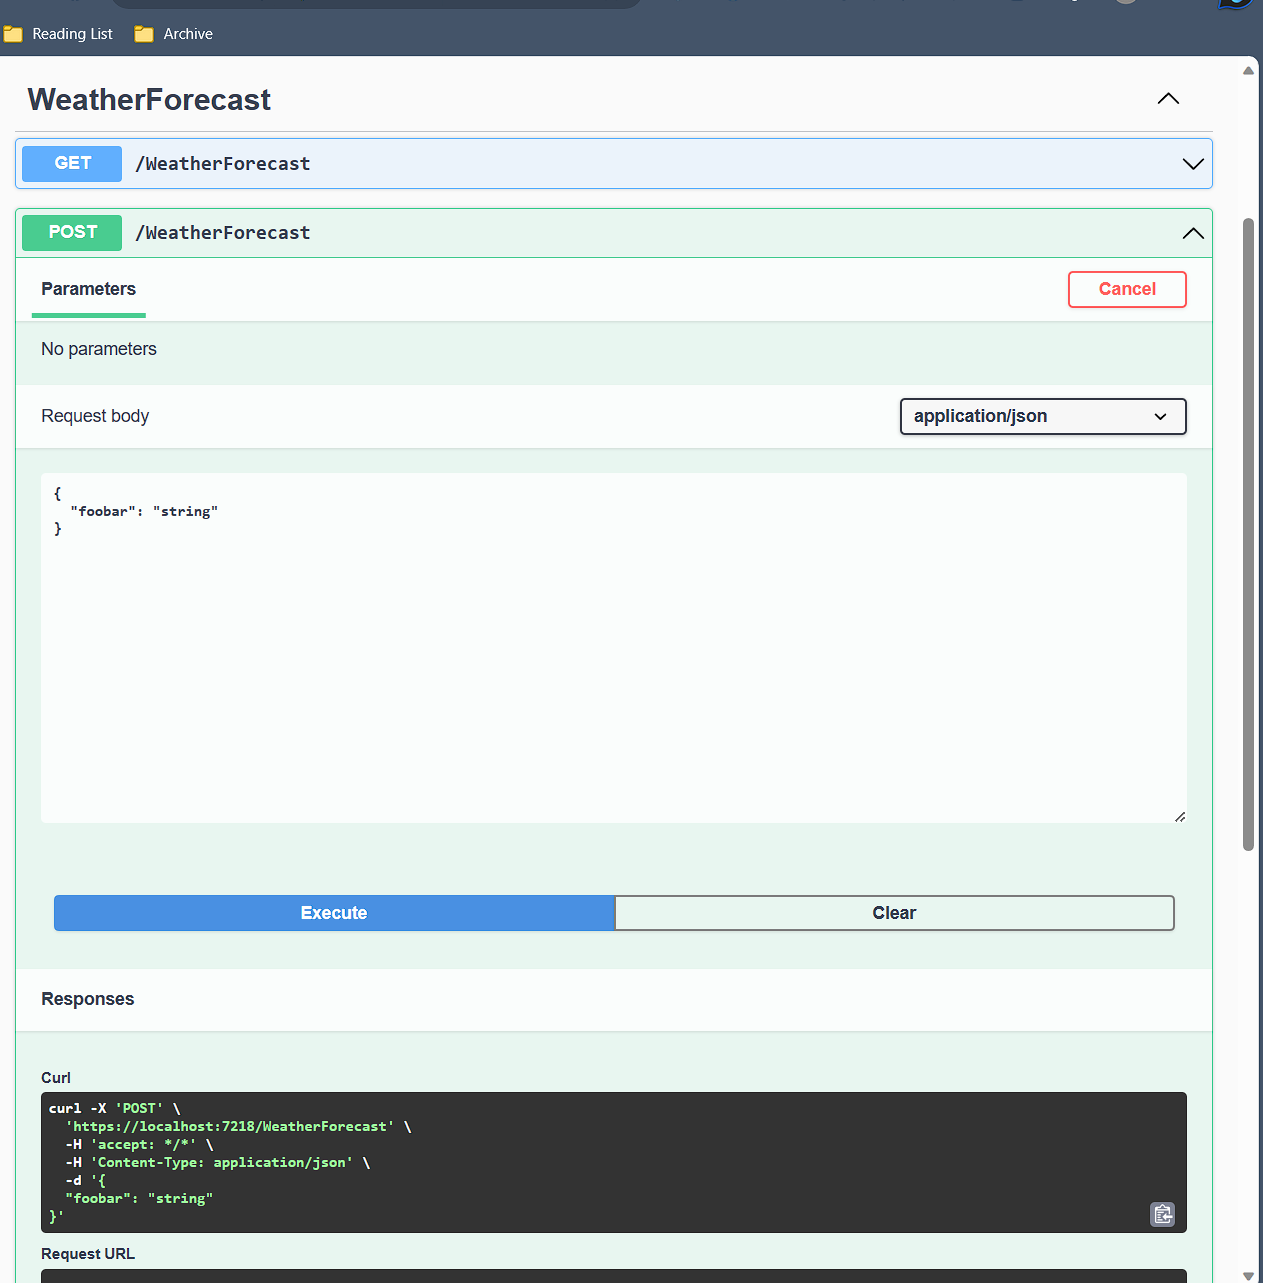 Reading List Archive
WeatherForecast
GET /WeatherForecast
POST /WeatherForecast
Parameters Cancel
No parameters
Request body application/json
{
  "foobar": "string"
}
Execute Clear
Responses
Curl
curl -X 'POST' \
  'https://localhost:7218/WeatherForecast' \
  -H 'accept: */*' \
  -H 'Content-Type: application/json' \
  -d '{
  "foobar": "string"
}'
Request URL